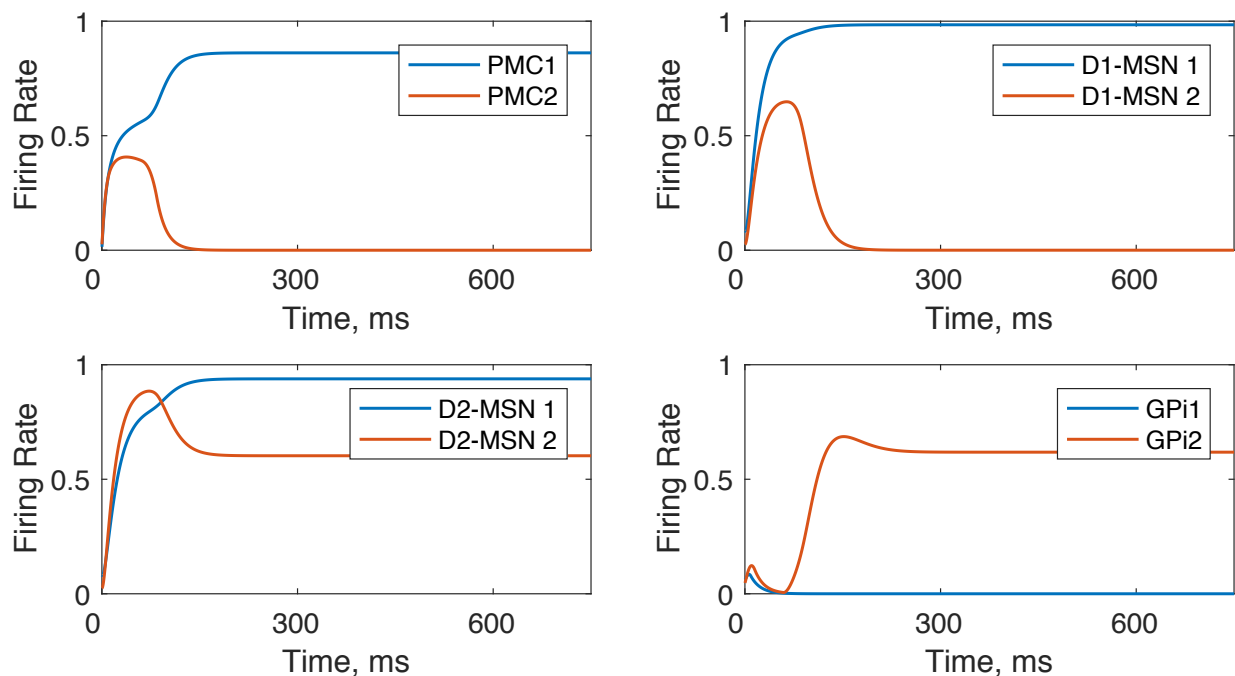 1
0.5
0
Firing Rate
PMC1
PMC2
0
300
600
Time, ms
1
0.5
0
Firing Rate
D1-MSN 1
D1-MSN 2
0
300
600
Time, ms
1
0.5
0
Firing Rate
D2-MSN 1
D2-MSN 2
0
300
600
Time, ms
1
0.5
0
Firing Rate
GPi1
GPi2
0
300
600
Time, ms